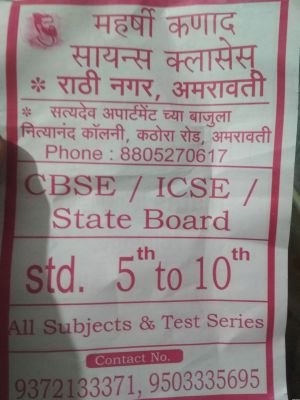 महर्षी कणाद
सायन्स क्लासेस
* राठी नगर, अमरावती
* सत्यदेव अपार्टमेंट च्या बाजुला
नित्यानंद कॉलनी, कठोरा रोड, अमरावती
Phone : 8805270617
CBSE / ICSE /
State Board
std. 5th to 10th
All Subjects & Test Series
Contact No.
9372133371, 9503335695